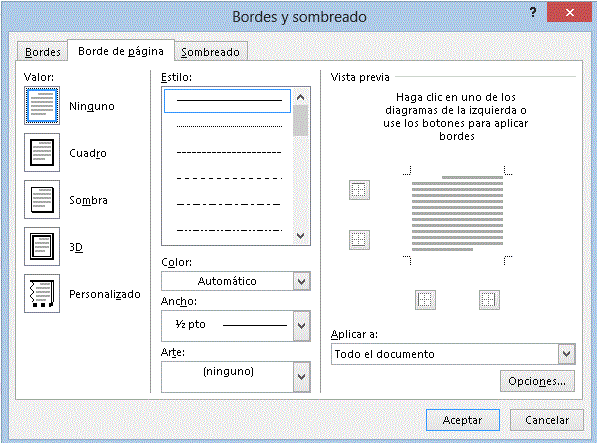 Bordes y sombreado
?
Bordes
Borde de página
Sombreado
Valor:
Ninguno
Cuadro
Sombra
3D
Personalizado
Estilo:
Color:
Automático
Ancho:
½ pto
Arte:
(ninguno)
Vista previa
Haga clic en uno de los
diagramas de la izquierda o
use los botones para aplicar
bordes
Aplicar a:
Todo el documento
Opciones...
Aceptar
Cancelar